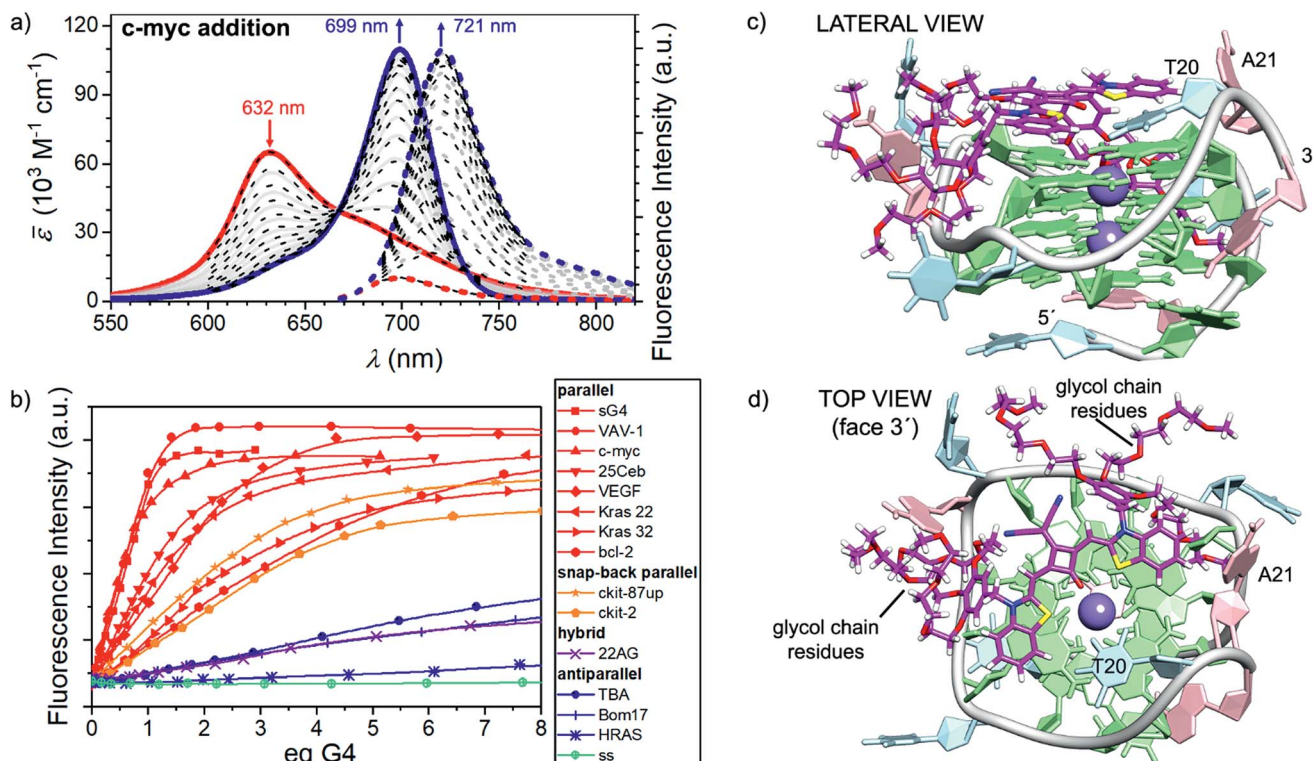 a)
c-myc addition
699 nm
721 nm
632 nm
120
90
60
30
0
ε̅ (10³ M⁻¹ cm⁻¹)
Fluorescence Intensity (a.u.)
550 600 650 700 750 800
λ (nm)
b)
Fluorescence Intensity (a.u.)
0 1 2 3 4 5 6 7 8
eq G4
parallel
sG4
VAV-1
c-myc
25Ceb
VEGF
Kras 22
Kras 32
bcl-2
snap-back parallel
ckit-87up
ckit-2
hybrid
22AG
antiparallel
TBA
Bom17
HRAS
ss
c)
LATERAL VIEW
T20
A21
3
5´
d)
TOP VIEW
(face 3´)
glycol chain
residues
A21
glycol chain
residues
T20